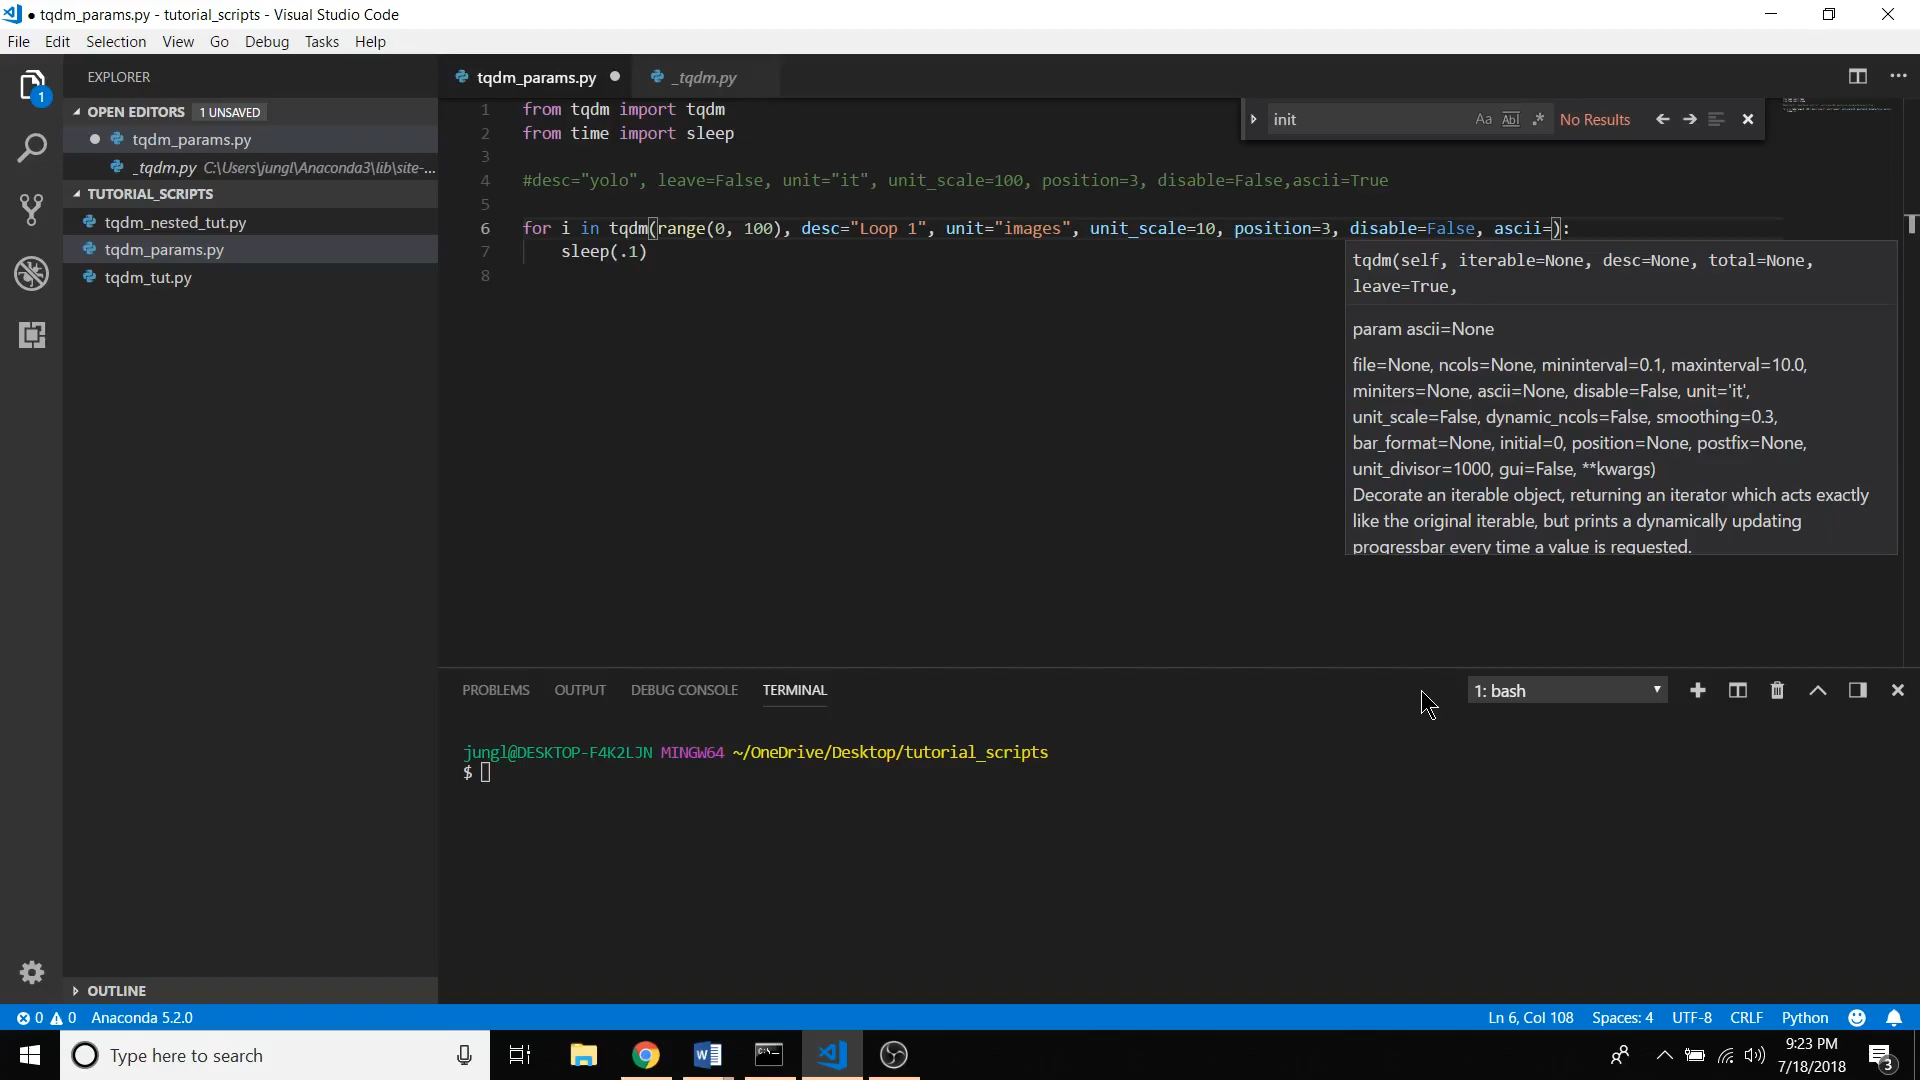 ● tqdm_params.py - tutorial_scripts - Visual Studio Code
File Edit Selection View Go Debug Tasks Help
EXPLORER
OPEN EDITORS 1 UNSAVED
tqdm_params.py
_tqdm.py C:\Users\jungl\Anaconda3\lib\site-...
TUTORIAL_SCRIPTS
tqdm_nested_tut.py
tqdm_params.py
tqdm_tut.py
OUTLINE
1
tqdm_params.py ●
_tqdm.py
init Aa Abl .* No Results
1 from tqdm import tqdm
2 from time import sleep
3
4 #desc="yolo", leave=False, unit="it", unit_scale=100, position=3, disable=False,ascii=True
5
6 for i in tqdm(range(0, 100), desc="Loop 1", unit="images", unit_scale=10, position=3, disable=False, ascii=):
7 sleep(.1)
8
tqdm(self, iterable=None, desc=None, total=None,
leave=True,
param ascii=None
file=None, ncols=None, mininterval=0.1, maxinterval=10.0,
miniters=None, ascii=None, disable=False, unit='it',
unit_scale=False, dynamic_ncols=False, smoothing=0.3,
bar_format=None, initial=0, position=None, postfix=None,
unit_divisor=1000, gui=False, **kwargs)
Decorate an iterable object, returning an iterator which acts exactly
like the original iterable, but prints a dynamically updating
progressbar every time a value is requested.
PROBLEMS OUTPUT DEBUG CONSOLE TERMINAL 1: bash
jungl@DESKTOP-F4K2LJN MINGW64 ~/OneDrive/Desktop/tutorial_scripts
$
0 0 Anaconda 5.2.0 Ln 6, Col 108 Spaces: 4 UTF-8 CRLF Python
Type here to search
9:23 PM
7/18/2018
3